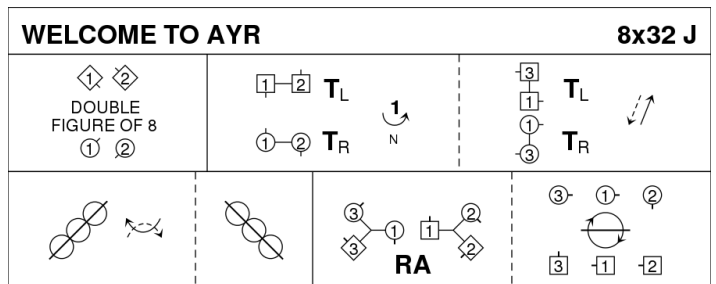 WELCOME TO AYR 8x32 J
1 2
DOUBLE
FIGURE OF 8
1 2
1 2 TL
1 2 TR
1
N
3
1
TL
1
3
TR
3
1
3
RA
3 1 2
1 2
2
3 1 2